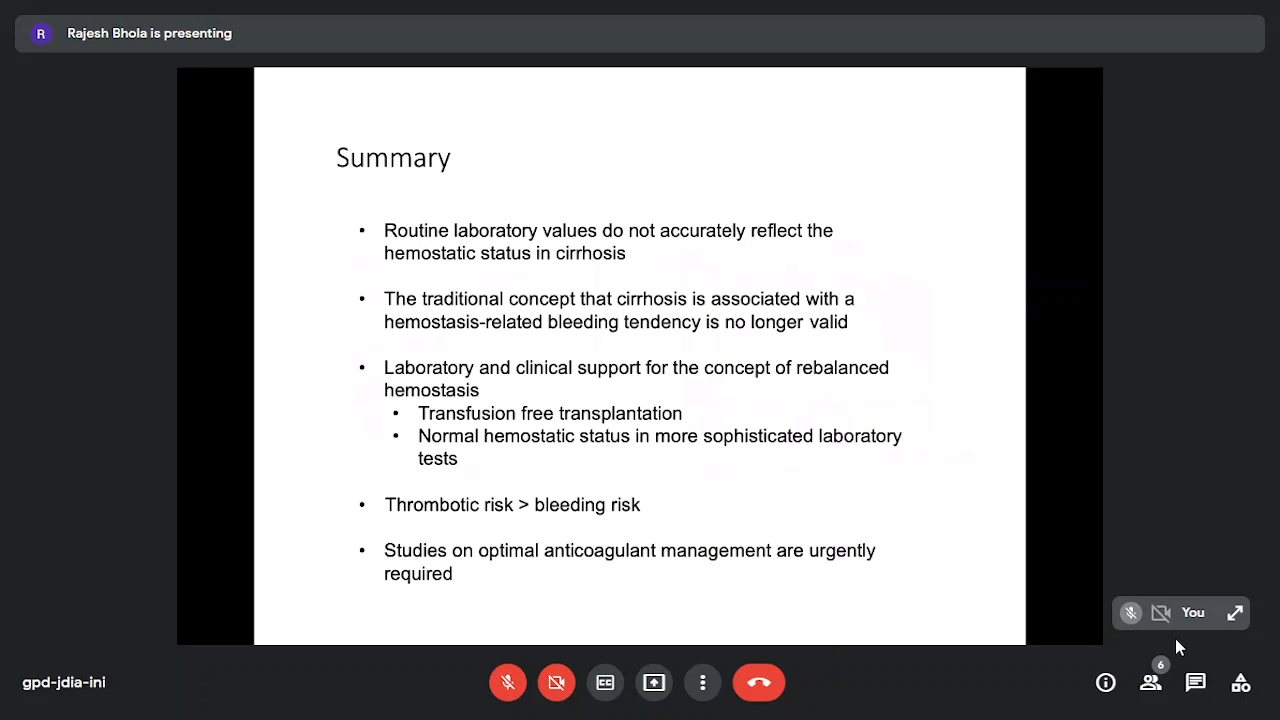 R
Rajesh Bhola is presenting
Summary
• Routine laboratory values do not accurately reflect the
hemostatic status in cirrhosis
• The traditional concept that cirrhosis is associated with a
hemostasis-related bleeding tendency is no longer valid
• Laboratory and clinical support for the concept of rebalanced
hemostasis
• Transfusion free transplantation
• Normal hemostatic status in more sophisticated laboratory
tests
• Thrombotic risk > bleeding risk
• Studies on optimal anticoagulant management are urgently
required
You
6
gpd-jdia-ini
CC